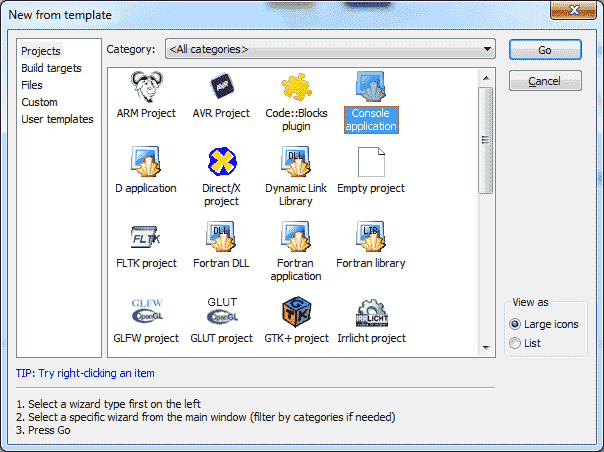 New from template
Projects
Build targets
Files
Custom
User templates
Category: <All categories>
Go
Cancel
ARM Project
AVR Project
Code::Blocks
plugin
Console
application
D application
Direct/X
project
Dynamic Link
Library
Empty project
FLTK project
Fortran DLL
Fortran
application
Fortran library
GLFW project
GLUT project
GTK+ project
Irrlicht project
AVR
DLL
FLTK
DLL
LIB
GLFW
OpenGL
GLUT
OpenGL
GTK
View as
Large icons
List
TIP: Try right-clicking an item
1. Select a wizard type first on the left
2. Select a specific wizard from the main window (filter by categories if needed)
3. Press Go